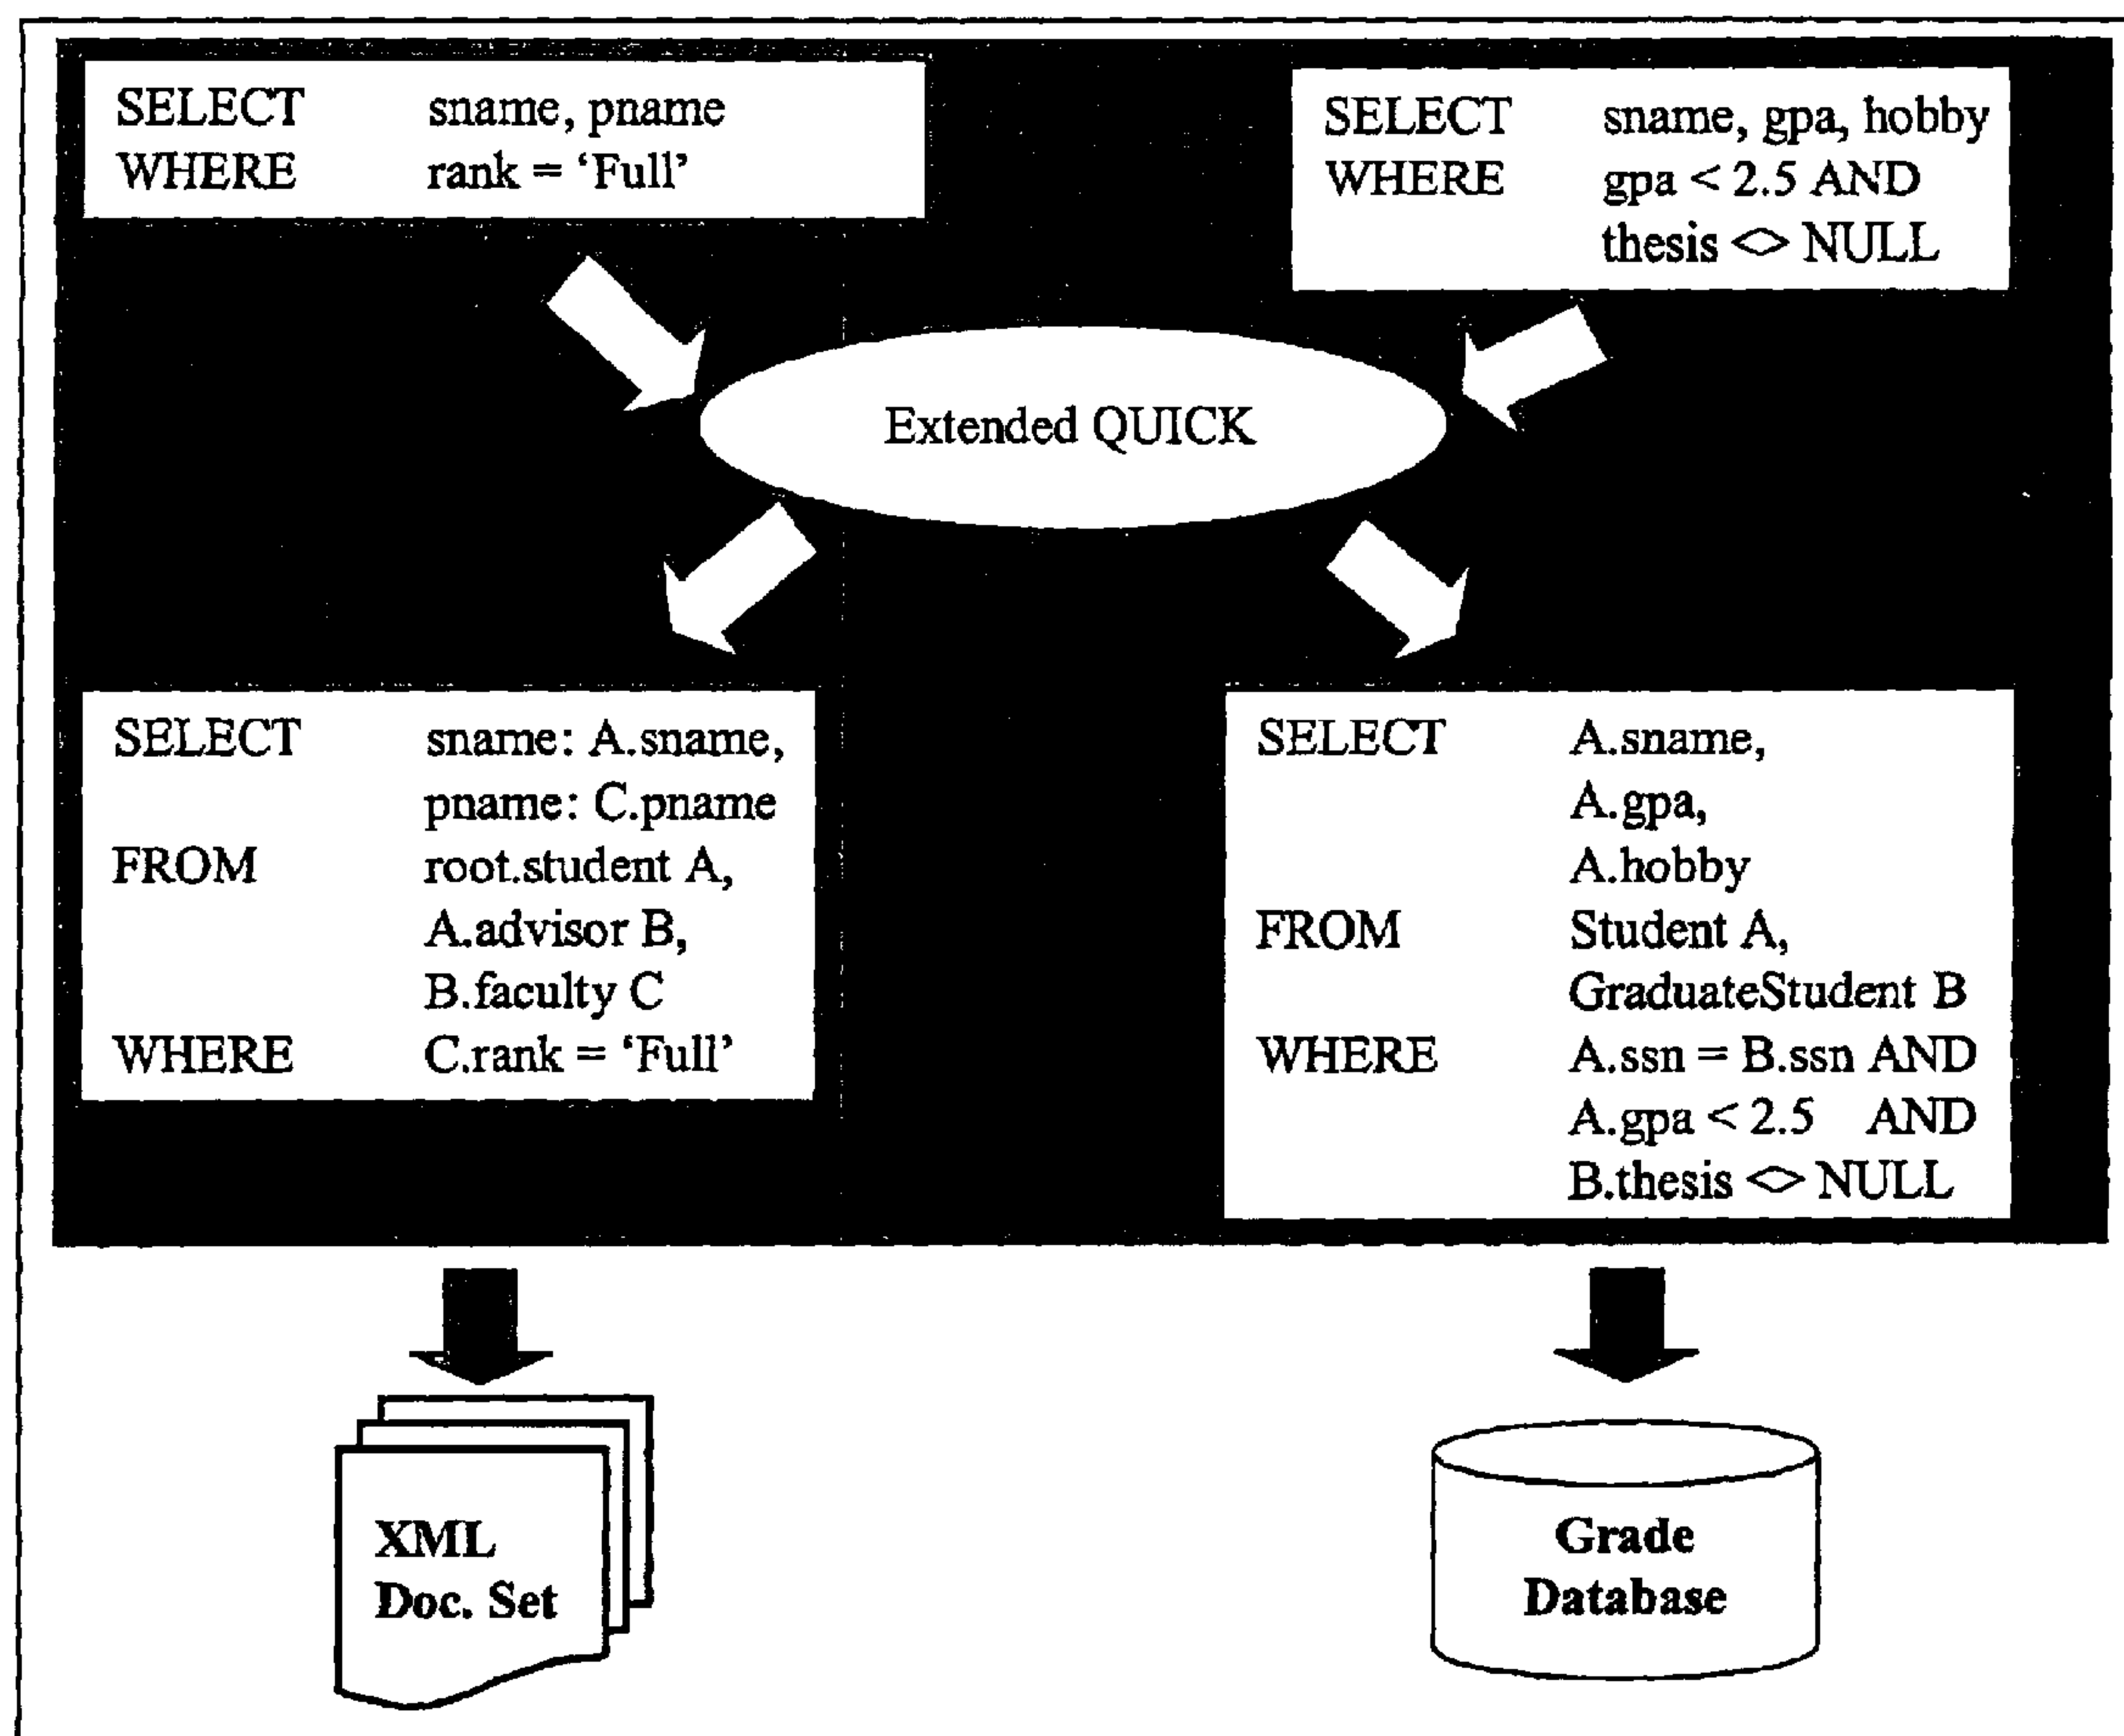 SELECT sname, pname
WHERE rank = ‘Full’
SELECT sname, gpa, hobby
WHERE gpa < 2.5 AND
thesis <> NULL
Extended QUICK
SELECT sname: A.sname,
pname: C.pname
FROM root.student A,
A.advisor B,
B.faculty C
WHERE C.rank = ‘Full’
SELECT A.sname,
A.gpa,
A.hobby
FROM Student A,
GraduateStudent B
WHERE A.ssn = B.ssn AND
A.gpa < 2.5 AND
B.thesis <> NULL
XML
Doc. Set
Grade
Database